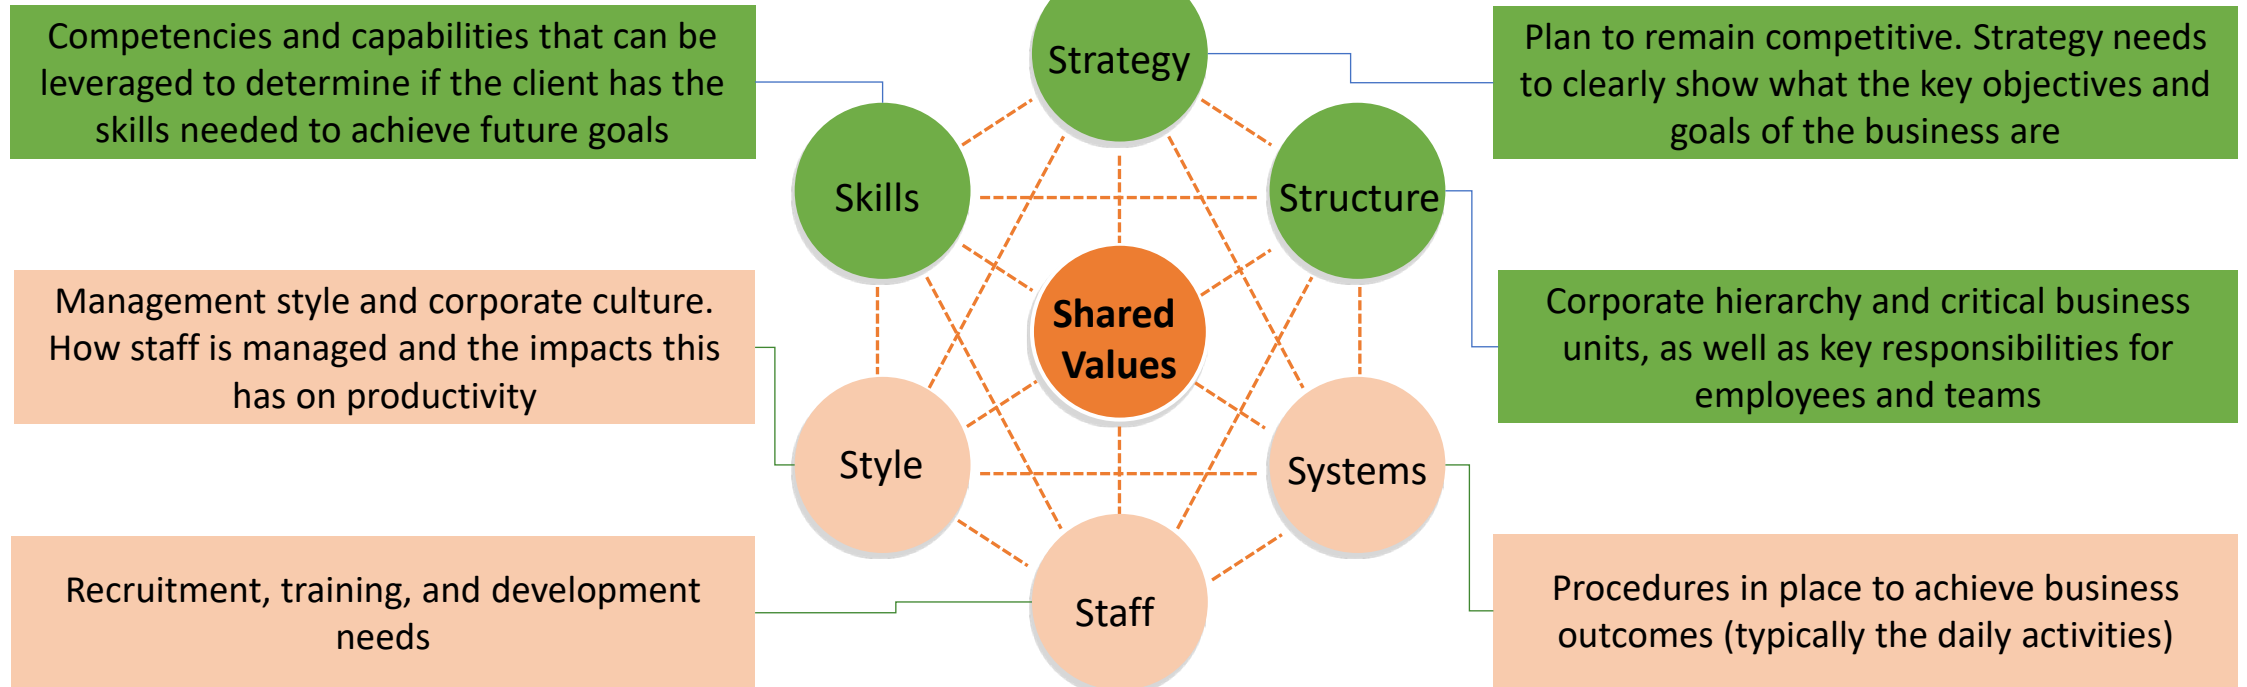 Competencies and capabilities that can be
leveraged to determine if the client has the
skills needed to achieve future goals
Strategy
Plan to remain competitive. Strategy needs
to clearly show what the key objectives and
goals of the business are
Skills
Structure
Management style and corporate culture.
How staff is managed and the impacts this
has on productivity
Shared
Values
Corporate hierarchy and critical business
units, as well as key responsibilities for
employees and teams
Style
Systems
Recruitment, training, and development
needs
Staff
Procedures in place to achieve business
outcomes (typically the daily activities)